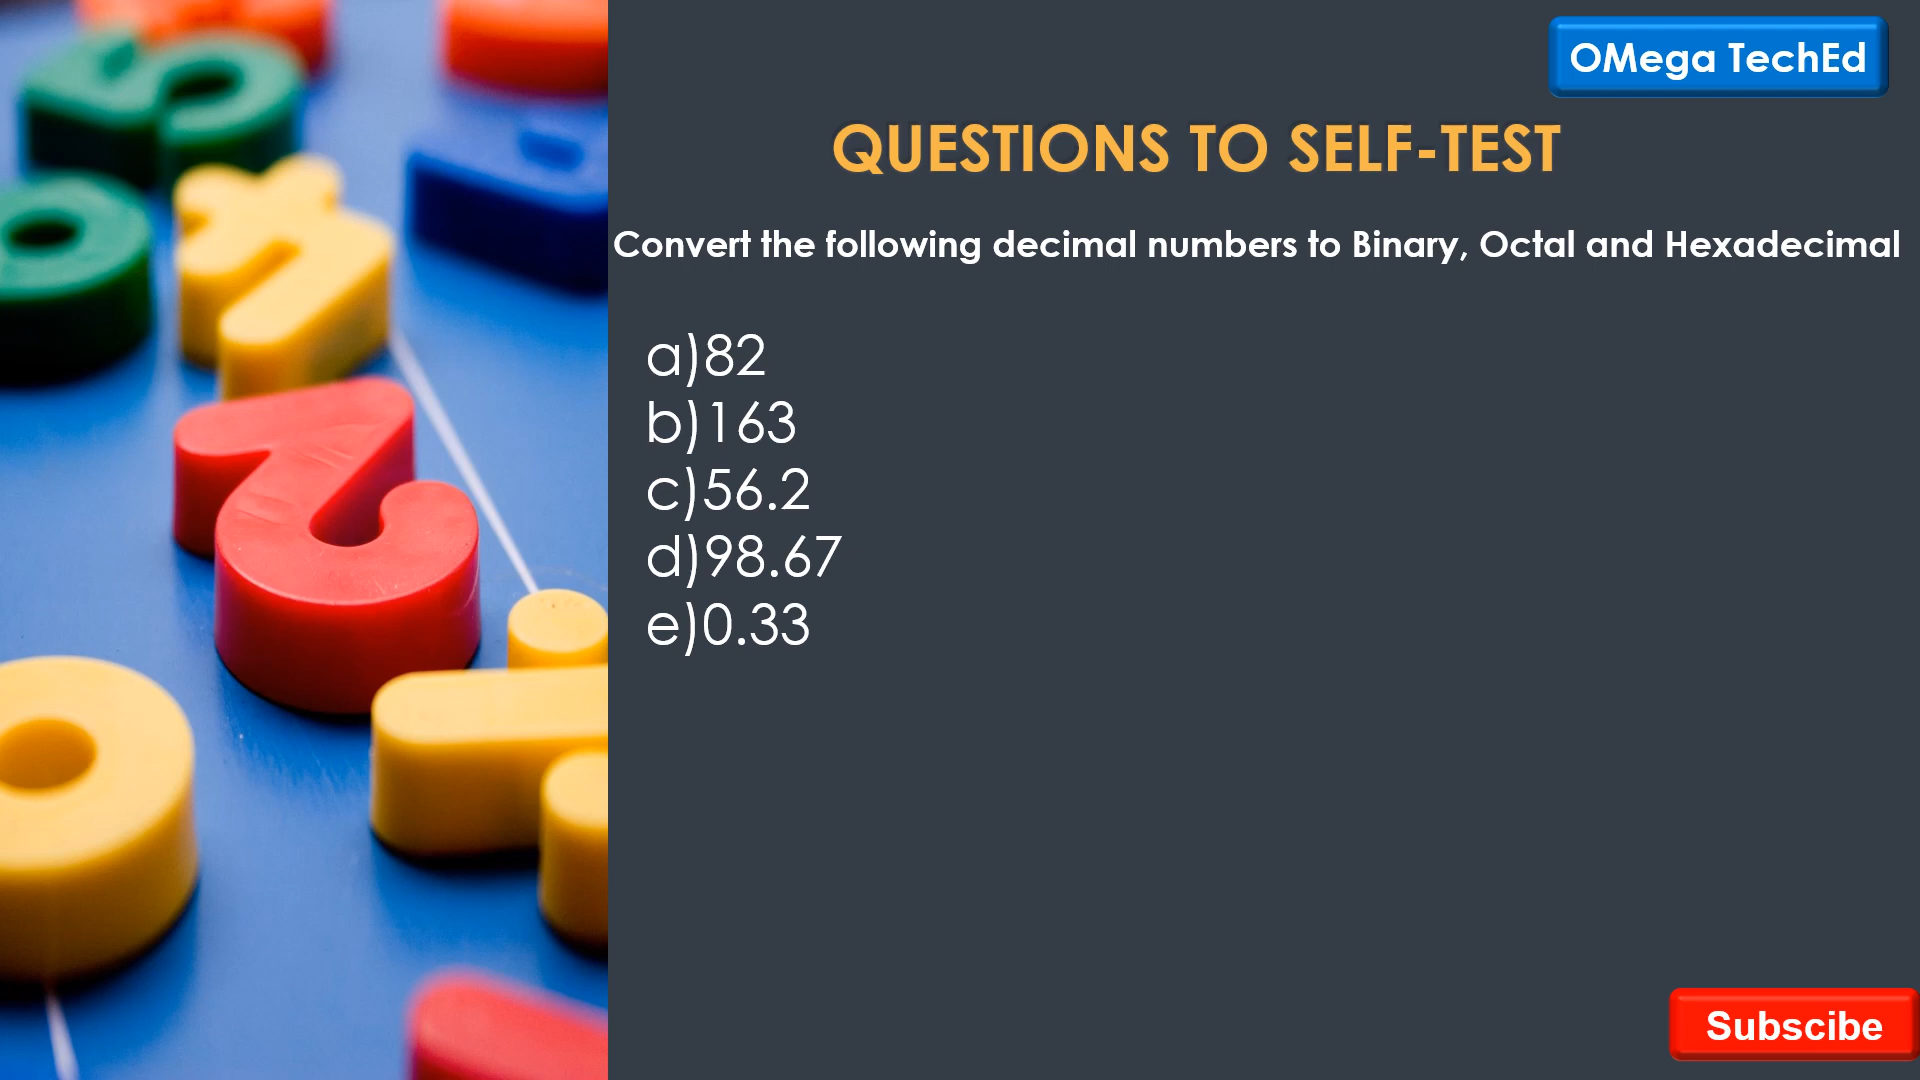 OMega TechEd
QUESTIONS TO SELF-TEST
Convert the following decimal numbers to Binary, Octal and Hexadecimal
a)82
b)163
c)56.2
d)98.67
e)0.33
Subscibe